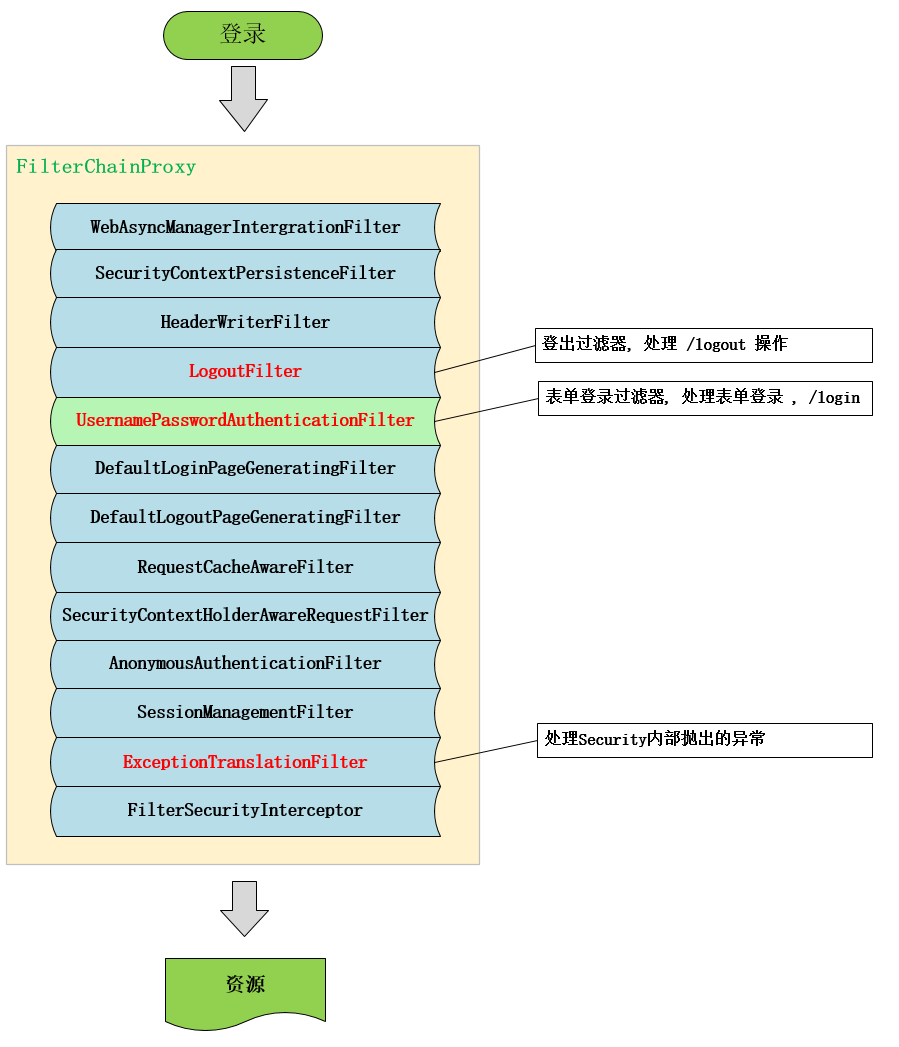 登录
FilterChainProxy
WebAsyncManagerIntergrationFilter
SecurityContextPersistenceFilter
HeaderWriterFilter
LogoutFilter
登出过滤器, 处理 /logout 操作
UsernamePasswordAuthenticationFilter
表单登录过滤器, 处理表单登录 , /login
DefaultLoginPageGeneratingFilter
DefaultLogoutPageGeneratingFilter
RequestCacheAwareFilter
SecurityContextHolderAwareRequestFilter
AnonymousAuthenticationFilter
SessionManagementFilter
ExceptionTranslationFilter
处理Security内部抛出的异常
FilterSecurityInterceptor
资源